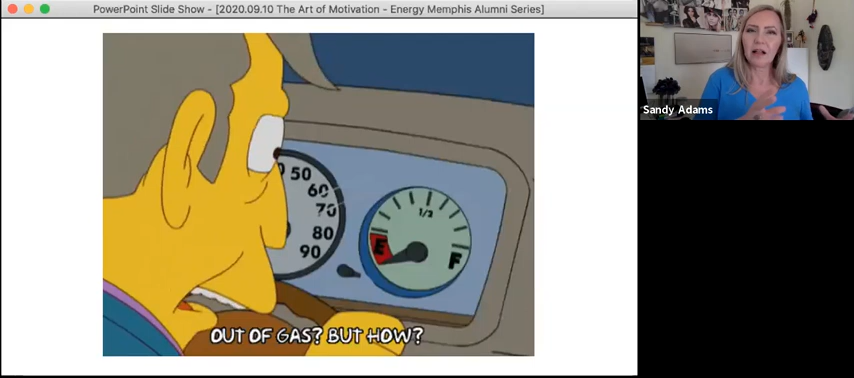 PowerPoint Slide Show - [2020.09.10 The Art of Motivation - Energy Memphis Alumni Series]
50
60
70
80
90
1/2
E
F
OUT OF GAS? BUT HOW?
Sandy Adams